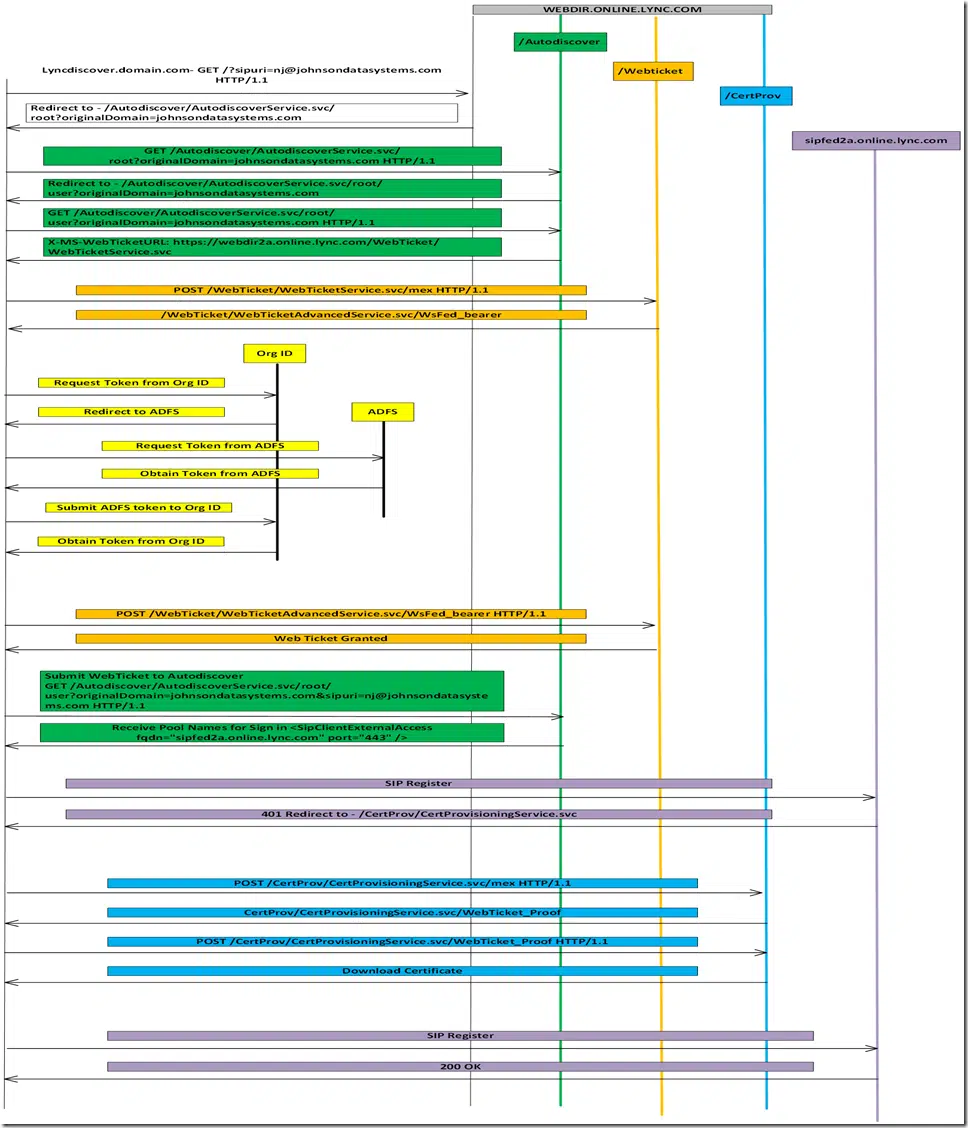 WEBDIR.ONLINE.LYNC.COM
/Autodiscover
/Webticket
/CertProv
sipfed2a.online.lync.com
Lyncdiscover.domain.com- GET /?sipuri=nj@johnsondatasystems.com
HTTP/1.1
Redirect to - /Autodiscover/AutodiscoverService.svc/
root?originalDomain=johnsondatasystems.com
GET /Autodiscover/AutodiscoverService.svc/
root?originalDomain=johnsondatasystems.com HTTP/1.1
Redirect to - /Autodiscover/AutodiscoverService.svc/root/
user?originalDomain=johnsondatasystems.com
GET /Autodiscover/AutodiscoverService.svc/root/
user?originalDomain=johnsondatasystems.com HTTP/1.1
X-MS-WebTicketURL: https://webdir2a.online.lync.com/WebTicket/
WebTicketService.svc
POST /WebTicket/WebTicketService.svc/mex HTTP/1.1
/WebTicket/WebTicketAdvancedService.svc/WsFed_bearer
Org ID
Request Token from Org ID
Redirect to ADFS
ADFS
Request Token from ADFS
Obtain Token from ADFS
Submit ADFS token to Org ID
Obtain Token from Org ID
POST /WebTicket/WebTicketAdvancedService.svc/WsFed_bearer HTTP/1.1
Web Ticket Granted
Submit WebTicket to Autodiscover
GET /Autodiscover/AutodiscoverService.svc/root/
user?originalDomain=johnsondatasystems.com&sipuri=nj@johnsondatasyste
ms.com HTTP/1.1
Receive Pool Names for Sign in <SipClientExternalAccess
fqdn="sipfed2a.online.lync.com" port="443" />
SIP Register
401 Redirect to - /CertProv/CertProvisioningService.svc
POST /CertProv/CertProvisioningService.svc/mex HTTP/1.1
CertProv/CertProvisioningService.svc/WebTicket_Proof
POST /CertProv/CertProvisioningService.svc/WebTicket_Proof HTTP/1.1
Download Certificate
SIP Register
200 OK